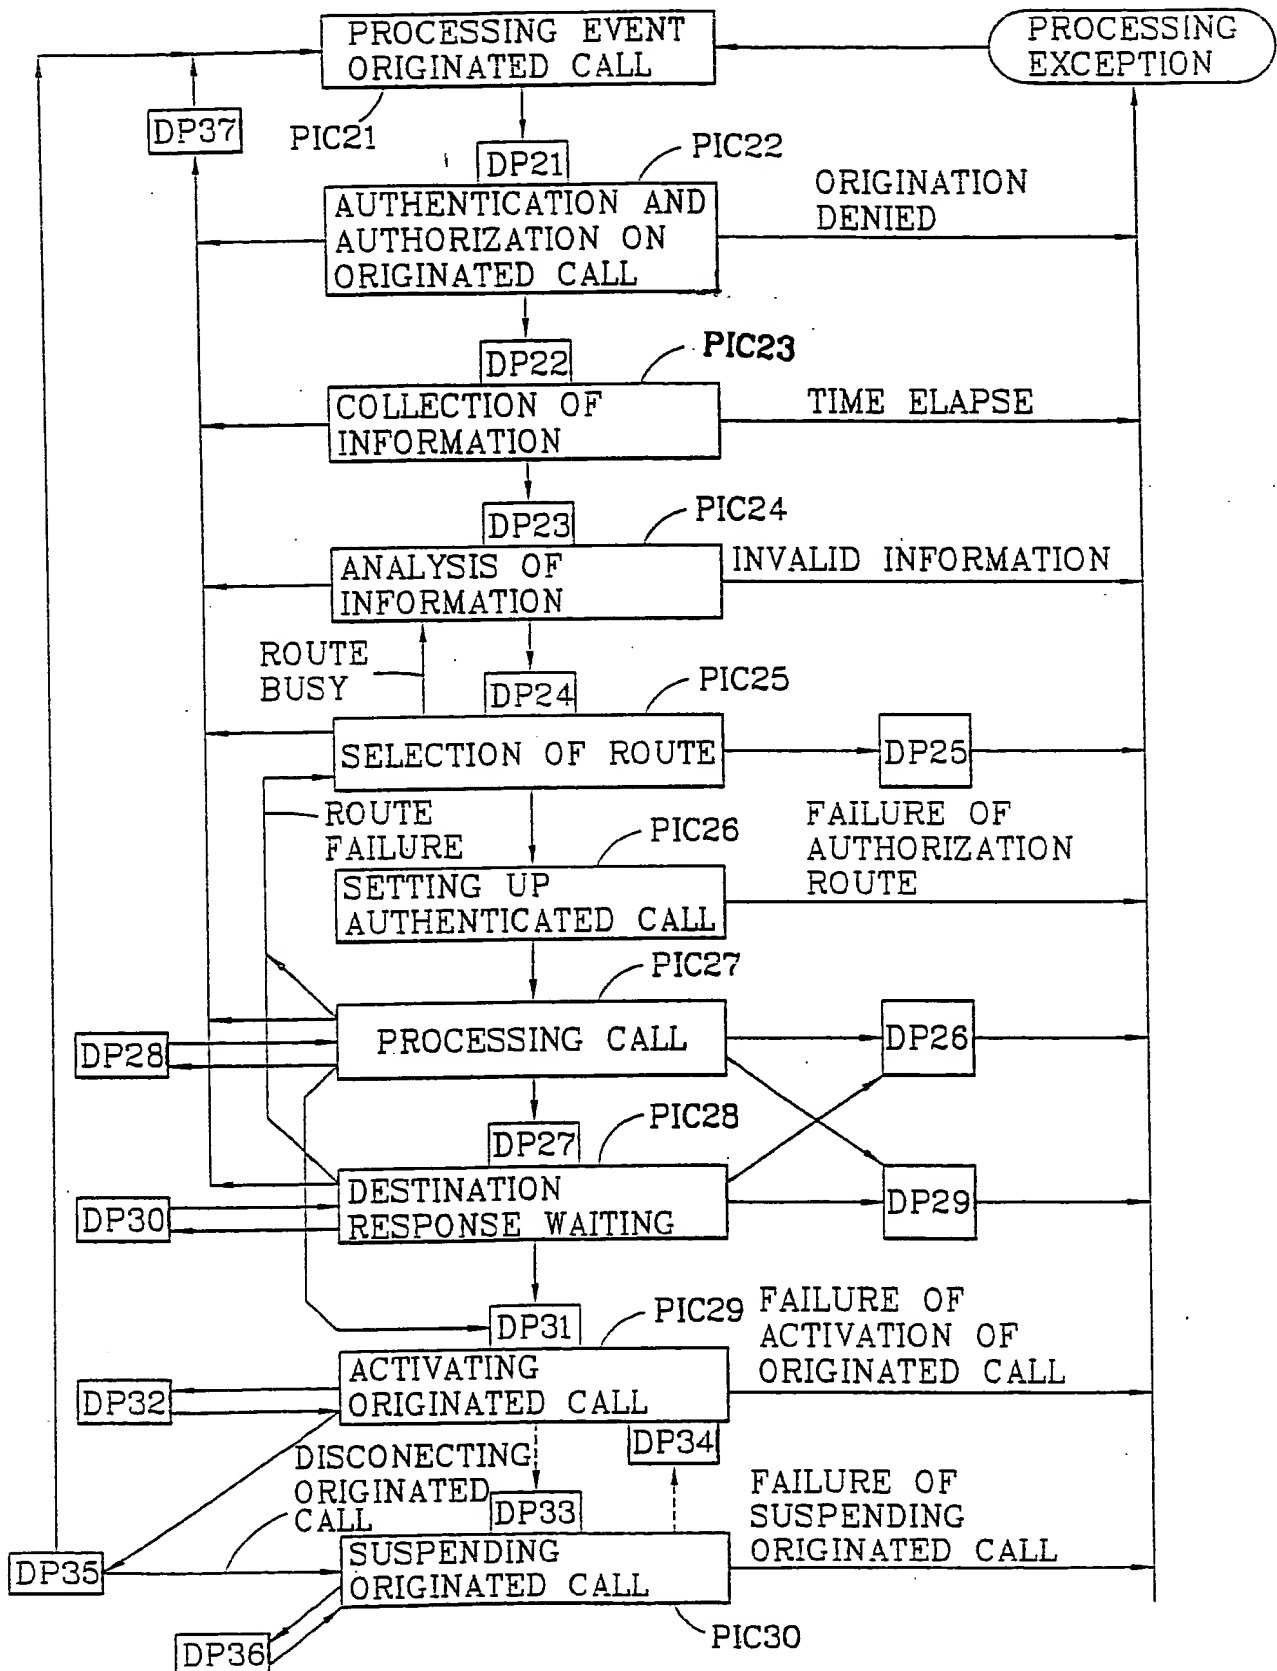 PROCESSING EVENT
ORIGINATED CALL
PROCESSING
EXCEPTION
DP37
PIC21
DP21
PIC22
AUTHENTICATION AND
AUTHORIZATION ON
ORIGINATED CALL
ORIGINATION
DENIED
DP22
PIC23
COLLECTION OF
INFORMATION
TIME ELAPSE
DP23
PIC24
ANALYSIS OF
INFORMATION
INVALID INFORMATION
ROUTE
BUSY
DP24
PIC25
SELECTION OF ROUTE
DP25
ROUTE
FAILURE
PIC26
FAILURE OF
AUTHORIZATION
ROUTE
SETTING UP
AUTHENTICATED CALL
PIC27
DP28
PROCESSING CALL
DP26
DP27
PIC28
DP30
DESTINATION
RESPONSE WAITING
DP29
DP31
PIC29
FAILURE OF
ACTIVATION OF
ORIGINATED CALL
DP32
ACTIVATING
ORIGINATED CALL
DP34
DISCONECTING
ORIGINATED
CALL
DP33
FAILURE OF
SUSPENDING
ORIGINATED CALL
DP35
SUSPENDING
ORIGINATED CALL
DP36
PIC30